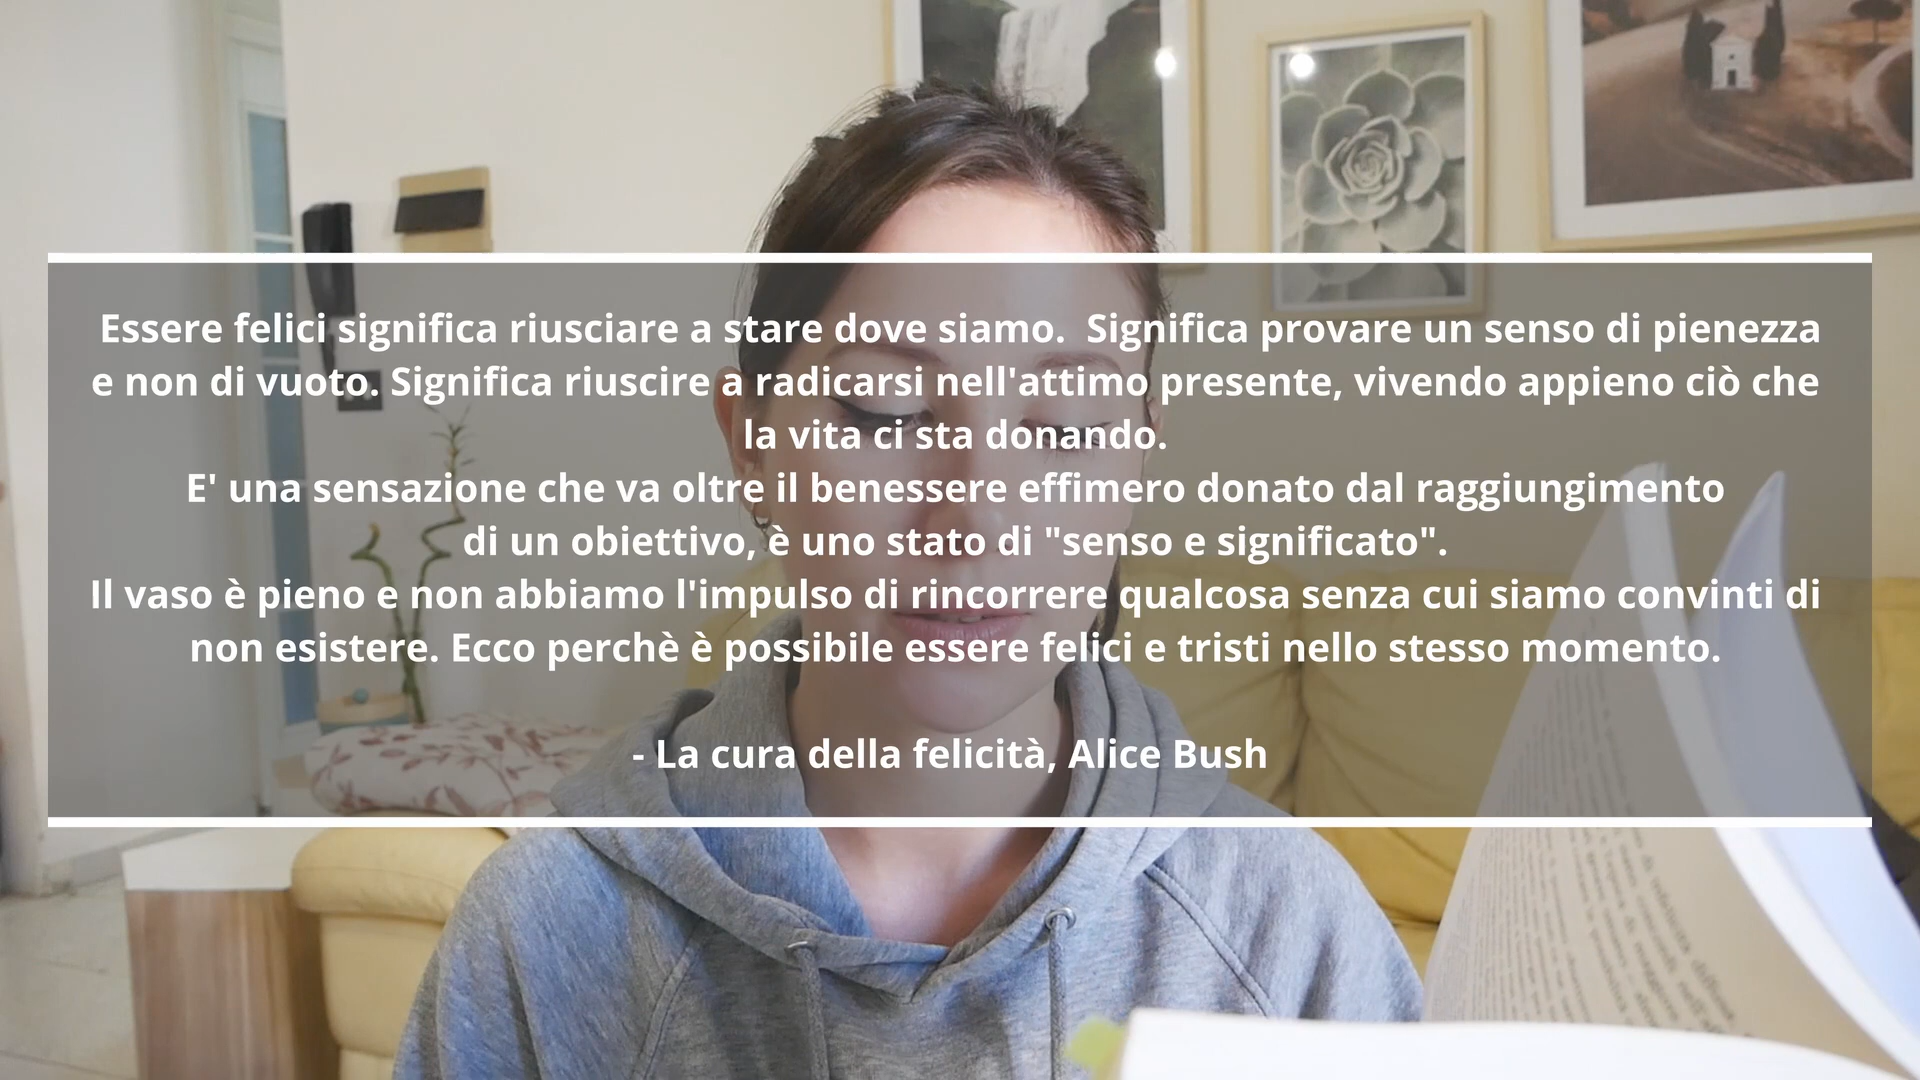 Essere felici significa riusciare a stare dove siamo.  Significa provare un senso di pienezza
e non di vuoto. Significa riuscire a radicarsi nell'attimo presente, vivendo appieno ciò che
la vita ci sta donando.
E' una sensazione che va oltre il benessere effimero donato dal raggiungimento
di un obiettivo, è uno stato di "senso e significato".
Il vaso è pieno e non abbiamo l'impulso di rincorrere qualcosa senza cui siamo convinti di
non esistere. Ecco perchè è possibile essere felici e tristi nello stesso momento.
- La cura della felicità, Alice Bush